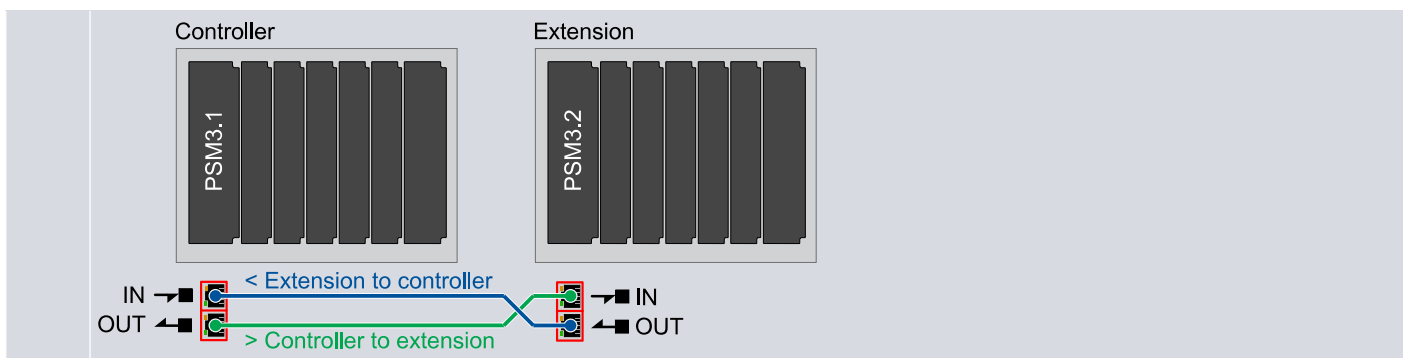 Controller
Extension
PSM3.1
PSM3.2
< Extension to controller
IN
IN
OUT
OUT
> Controller to extension